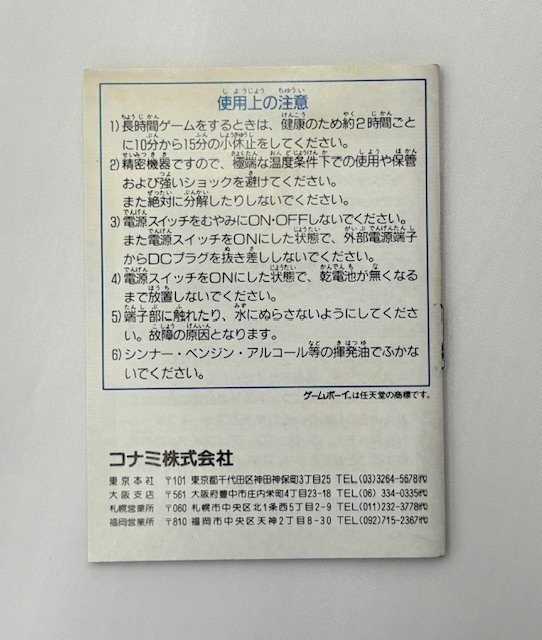 使用上の注意
1)長時間ゲームをするときは、健康のため約2時間ごと
に10分から15分の小休止をしてください。
2)精密機器ですので、極端な温度条件下での使用や保管
および強いショックを避けてください。
また絶対に分解したりしないでください。
3)電源スイッチをむやみにON・OFFしないでください。
また電源スイッチをONにした状態で、外部電源端子
からDCプラグを抜き差ししないでください。
4)電源スイッチをONにした状態で、乾電池が無くなる
まで放置しないでください。
5)端子部に触れたり、水にぬらさないようにしてくださ
い。故障の原因となります。
6)シンナー・ベンジン・アルコール等の揮発油でふかな
いでください。
ゲームボーイ™は任天堂の商標です。
コナミ株式会社
東京本社 〒101 東京都千代田区神田神保町3丁目25 TEL.(03)3264-5678㈹
大阪支店 〒561 大阪府豊中市庄内栄町4丁目23-18 TEL.(06) 334-0335㈹
札幌営業所 〒060 札幌市中央区北1条西5丁目2-9 TEL.(011)232-3778㈹
福岡営業所 〒810 福岡市中央区天神2丁目8-30 TEL.(092)715-2367㈹